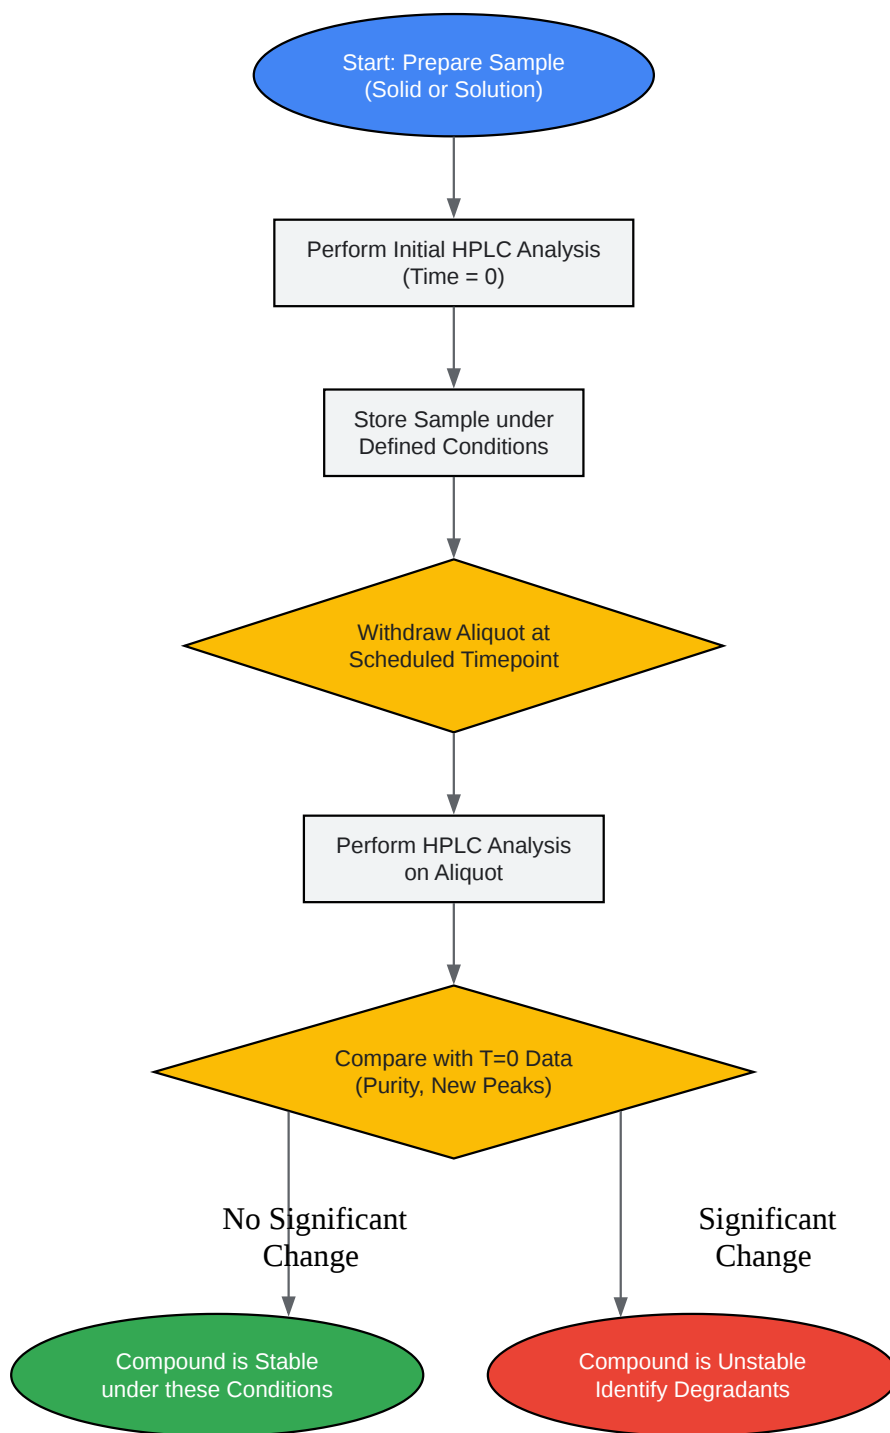 Start: Prepare Sample
(Solid or Solution)
Perform Initial HPLC Analysis
(Time = 0)
Store Sample under
Defined Conditions
Withdraw Aliquot at
Scheduled Timepoint
Perform HPLC Analysis
on Aliquot
Compare with T=0 Data
(Purity, New Peaks)
No Significant
Change
Significant
Change
Compound is Stable
under these Conditions
Compound is Unstable
Identify Degradants